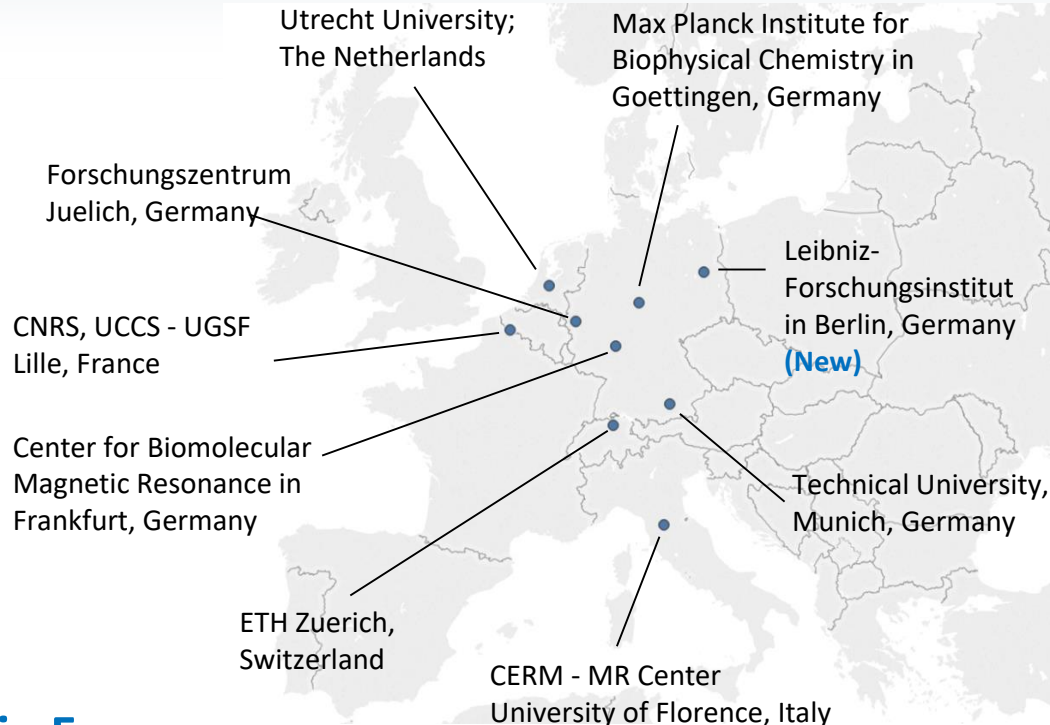 Utrecht University;
The Netherlands
Max Planck Institute for
Biophysical Chemistry in
Goettingen, Germany
Forschungszentrum
Juelich, Germany
Leibniz-
Forschungsinstitut
in Berlin, Germany
(New)
CNRS, UCCS - UGSF
Lille, France
Center for Biomolecular
Magnetic Resonance in
Frankfurt, Germany
Technical University,
Munich, Germany
ETH Zuerich,
Switzerland
CERM - MR Center
University of Florence, Italy